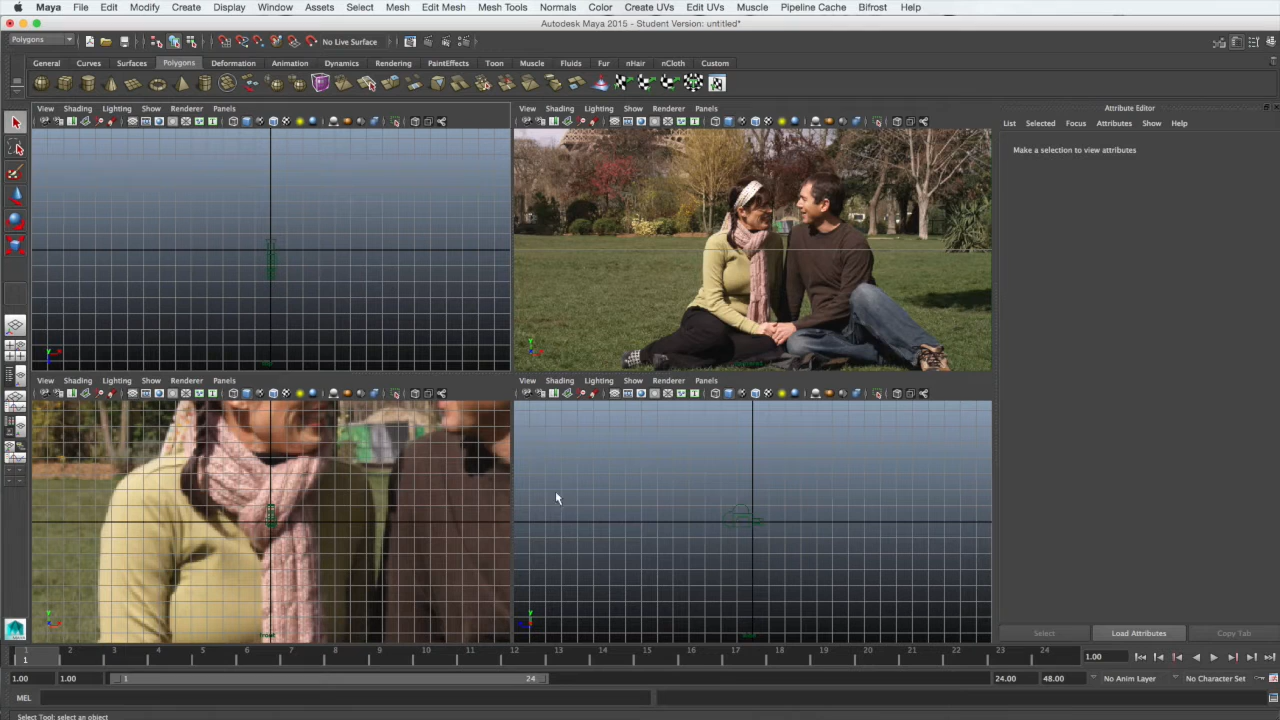 Maya File Edit Modify Create Display Window Assets Select Mesh Edit Mesh Mesh Tools Normals Color Create UVs Edit UVs Muscle Pipeline Cache Bifrost Help
Autodesk Maya 2015 - Student Version: untitled*
Polygons No Live Surface
General Curves Surfaces Polygons Deformation Animation Dynamics Rendering PaintEffects Toon Muscle Fluids Fur nHair nCloth Custom
View Shading Lighting Show Renderer Panels
View Shading Lighting Show Renderer Panels
Attribute Editor
List Selected Focus Attributes Show Help
Make a selection to view attributes
View Shading Lighting Show Renderer Panels
View Shading Lighting Show Renderer Panels
front
MAYA
Select Load Attributes Copy Tab
1 2 3 4 5 6 7 8 9 10 11 12 13 14 15 16 17 18 19 20 21 22 23 24
1 1.00
1.00 1.00 1 24 24.00 48.00 No Anim Layer No Character Set
MEL
Select Tool: select an object